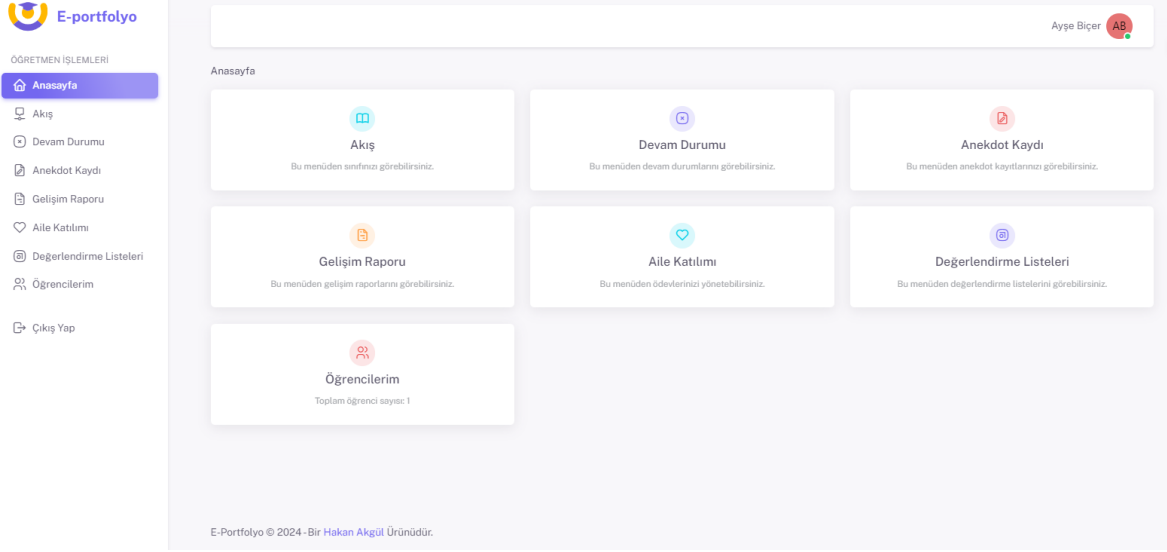 E-portfolyo
ÖĞRETMEN İŞLEMLERİ
Anasayfa
Akış
Devam Durumu
Anekdot Kaydı
Gelişim Raporu
Aile Katılımı
Değerlendirme Listeleri
Öğrencilerim
Çıkış Yap
Ayşe Biçer AB
Anasayfa
Akış
Bu menüden sınıfınızı görebilirsiniz.
Devam Durumu
Bu menüden devam durumlarını görebilirsiniz.
Anekdot Kaydı
Bu menüden anekdot kayıtlarınızı görebilirsiniz.
Gelişim Raporu
Bu menüden gelişim raporlarını görebilirsiniz.
Aile Katılımı
Bu menüden ödevlerinizi yönetebilirsiniz.
Değerlendirme Listeleri
Bu menüden değerlendirme listelerini görebilirsiniz.
Öğrencilerim
Toplam öğrenci sayısı: 1
E-Portfolyo © 2024 - Bir Hakan Akgül Ürünüdür.